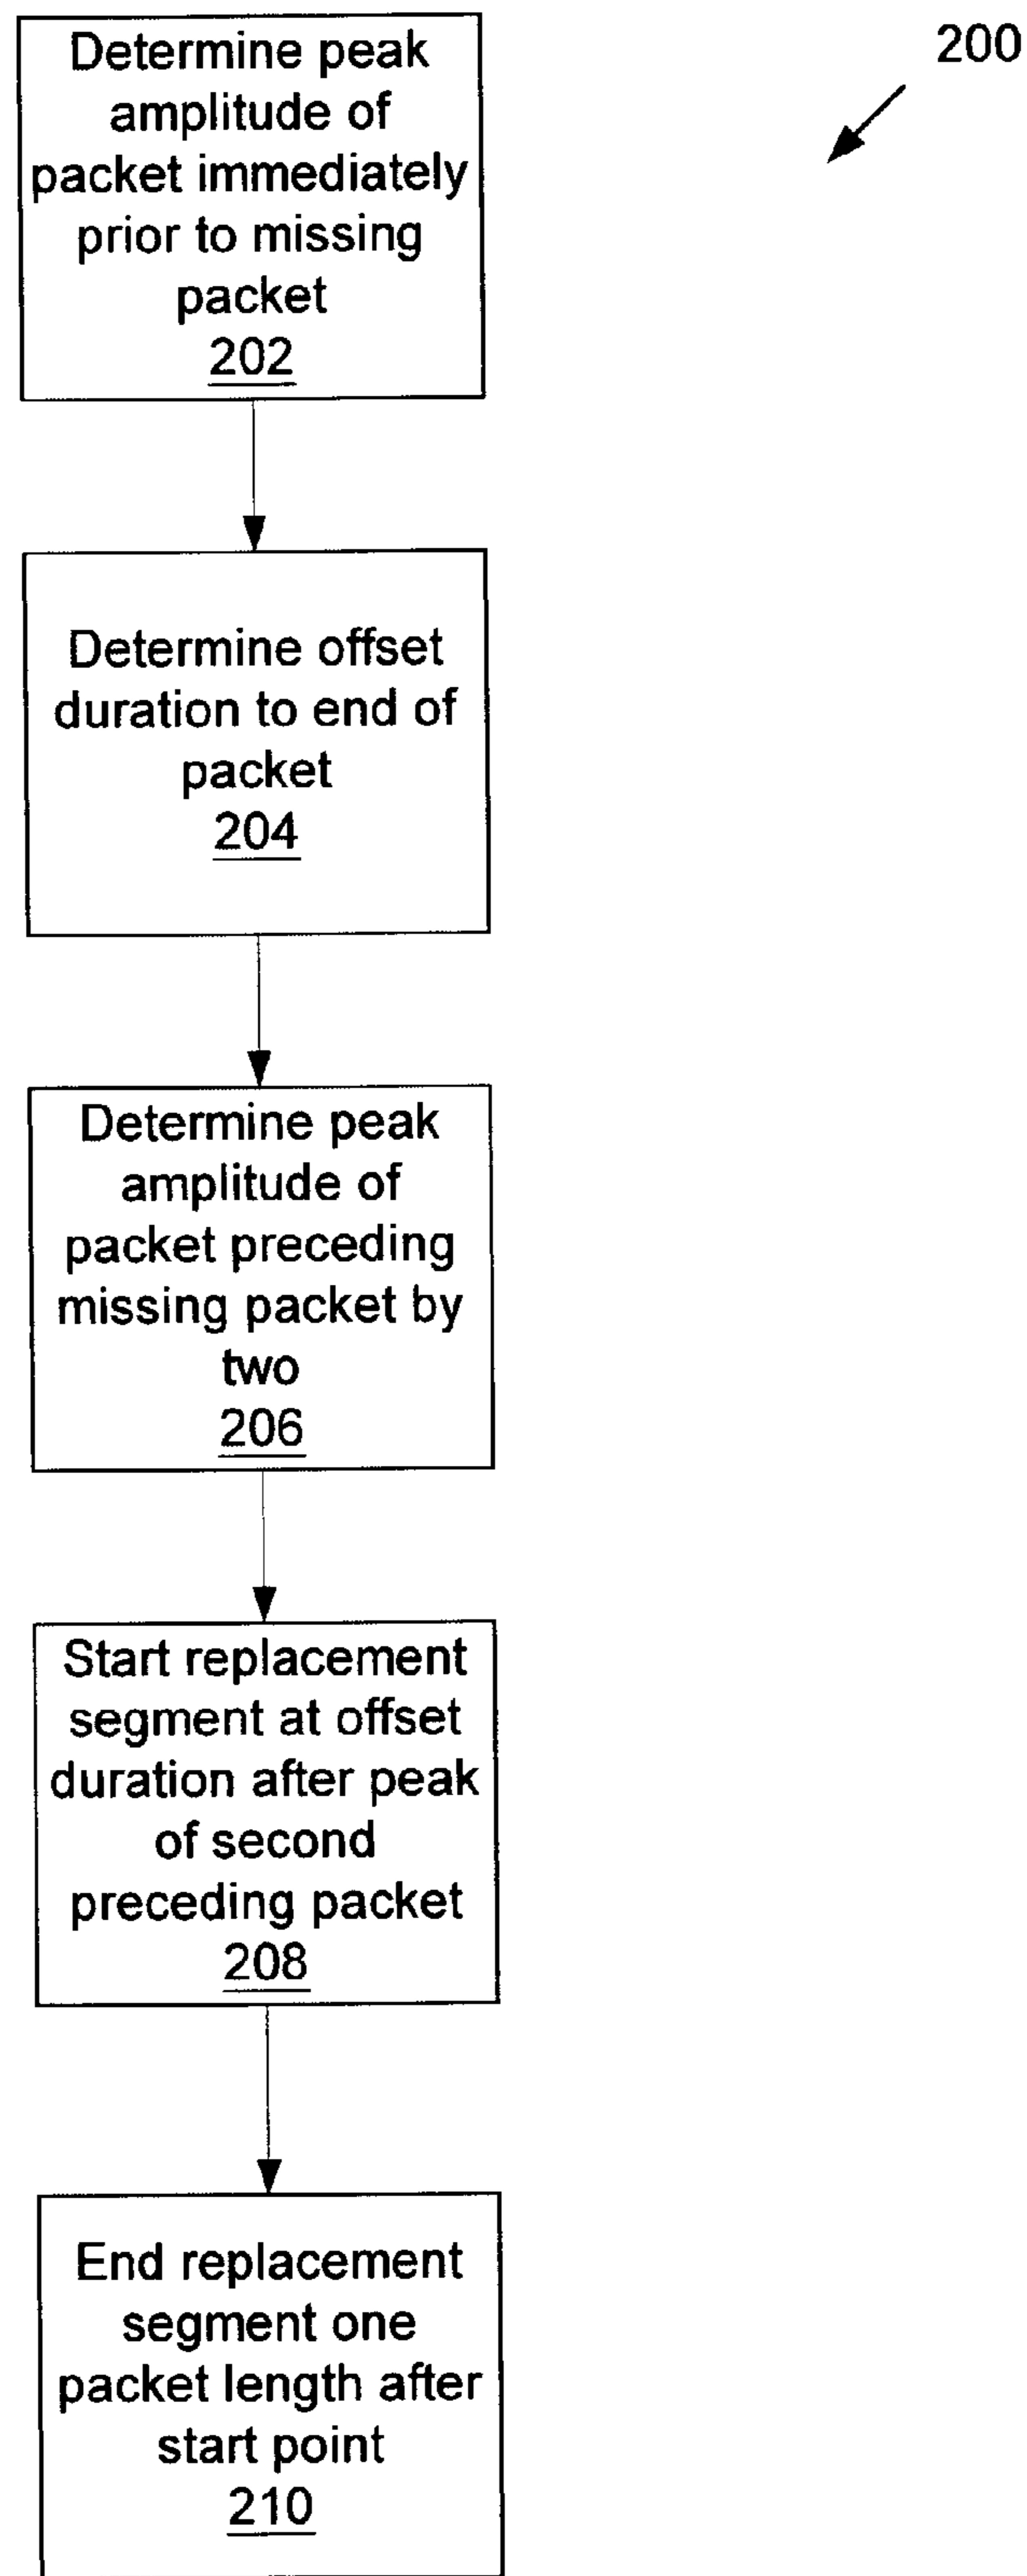 200
Determine peak
amplitude of
packet immediately
prior to missing
packet
202
Determine offset
duration to end of
packet
204
Determine peak
amplitude of
packet preceding
missing packet by
two
206
Start replacement
segment at offset
duration after peak
of second
preceding packet
208
End replacement
segment one
packet length after
start point
210